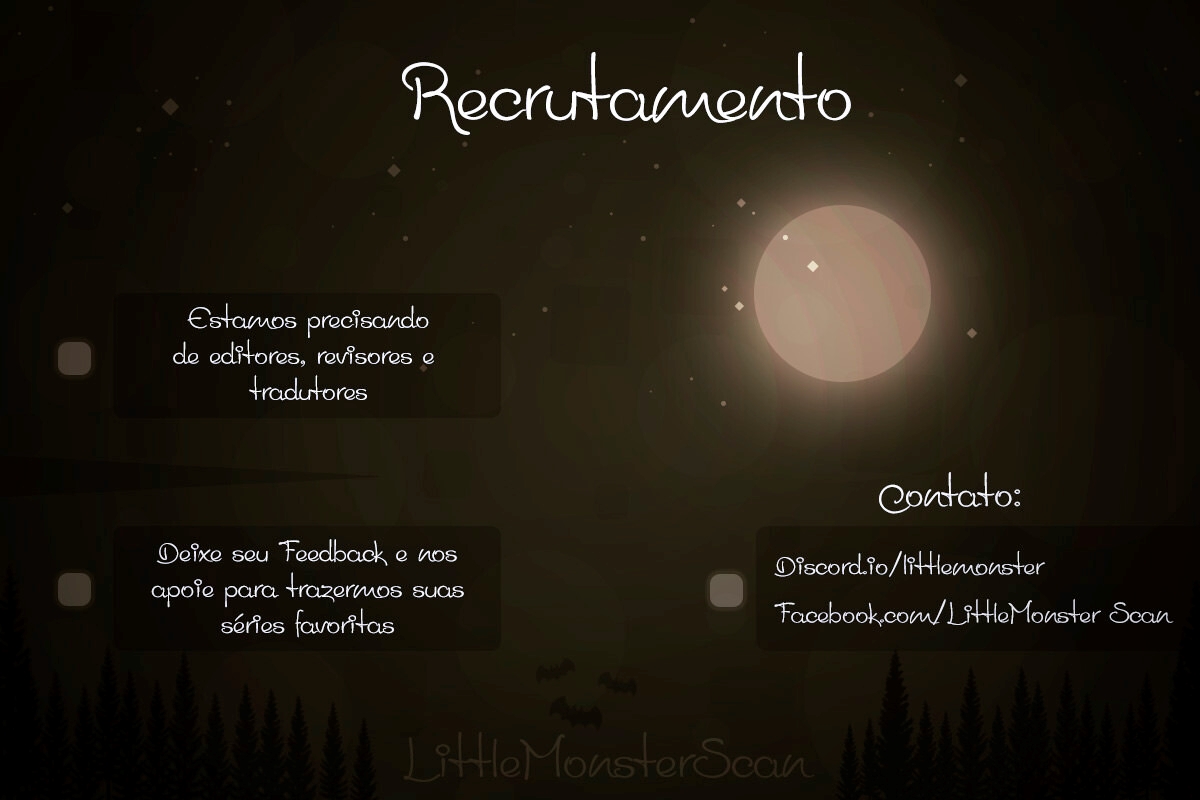 Recrutamento
Estamos precisando
de editores, revisores e
tradutores
Deixe seu Feedback e nos
apoie para trazermos suas
séries favoritas
Contato:
Discord.io/littlemonster
Facebook.com/LittleMonster Scan
LittleMonsterScan